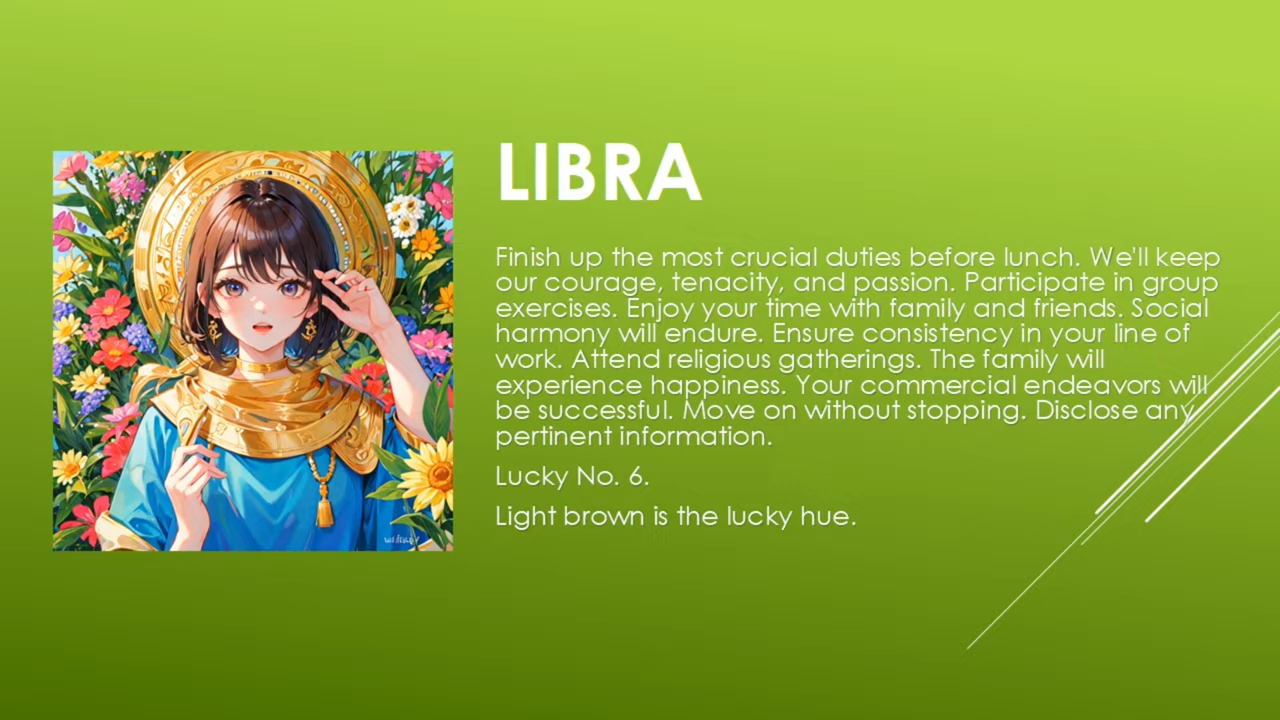 LIBRA
Finish up the most crucial duties before lunch. We'll keep
our courage, tenacity, and passion. Participate in group
exercises. Enjoy your time with family and friends. Social
harmony will endure. Ensure consistency in your line of
work. Attend religious gatherings. The family will
experience happiness. Your commercial endeavors will
be successful. Move on without stopping. Disclose any
pertinent information.
Lucky No. 6.
Light brown is the lucky hue.